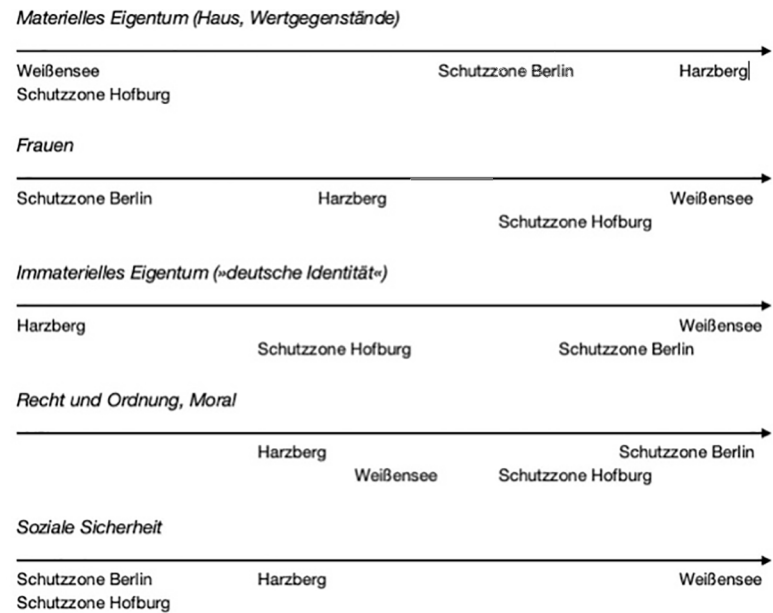 Materielles Eigentum (Haus, Wertgegenstände)
Weißensee Schutzzone Berlin Harzberg
Schutzzone Hofburg
Frauen
Schutzzone Berlin Harzberg Weißensee
Schutzzone Hofburg
Immaterielles Eigentum (»deutsche Identität«)
Harzberg Weißensee
Schutzzone Hofburg Schutzzone Berlin
Recht und Ordnung, Moral
Harzberg Schutzzone Berlin
Weißensee Schutzzone Hofburg
Soziale Sicherheit
Schutzzone Berlin Harzberg Weißensee
Schutzzone Hofburg